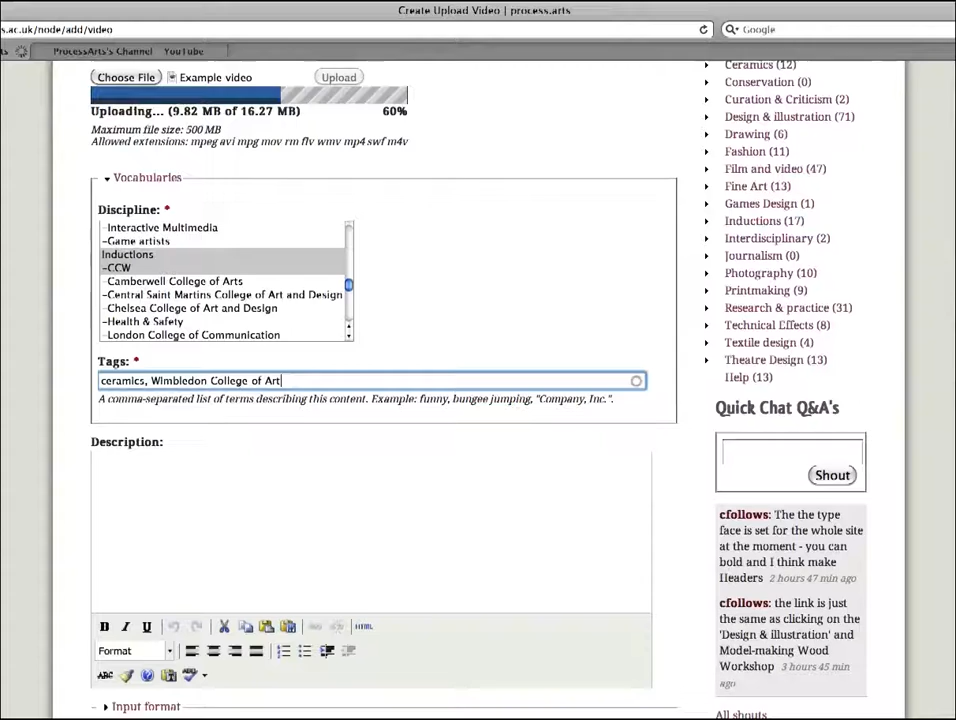 Create Upload Video | process.arts
s.ac.uk/node/add/video
Google
ts
ProcessArts's Channel
YouTube
Choose File
Example video
Upload
Uploading... (9.82 MB of 16.27 MB)
60%
Maximum file size: 500 MB
Allowed extensions: mpeg avi mpg mov rm flv wmv mp4 swf m4v
Vocabularies
Discipline: *
-Interactive Multimedia
-Game artists
Inductions
-CCW
-Camberwell College of Arts
-Central Saint Martins College of Art and Design
-Chelsea College of Art and Design
-Health & Safety
-London College of Communication
Tags: *
ceramics, Wimbledon College of Art
A comma-separated list of terms describing this content. Example: funny, bungee jumping, "Company, Inc.".
Description:
B I U
HTML
Format
ABC
Input format
Ceramics (12)
Conservation (0)
Curation & Criticism (2)
Design & illustration (71)
Drawing (6)
Fashion (11)
Film and video (47)
Fine Art (13)
Games Design (1)
Inductions (17)
Interdisciplinary (2)
Journalism (0)
Photography (10)
Printmaking (9)
Research & practice (31)
Technical Effects (8)
Textile design (4)
Theatre Design (13)
Help (13)
Quick Chat Q&A's
Shout
cfollows: The the type
face is set for the whole site
at the moment - you can
bold and I think make
Headers 2 hours 47 min ago
cfollows: the link is just
the same as clicking on the
'Design & illustration' and
Model-making Wood
Workshop 3 hours 45 min
ago
All shouts